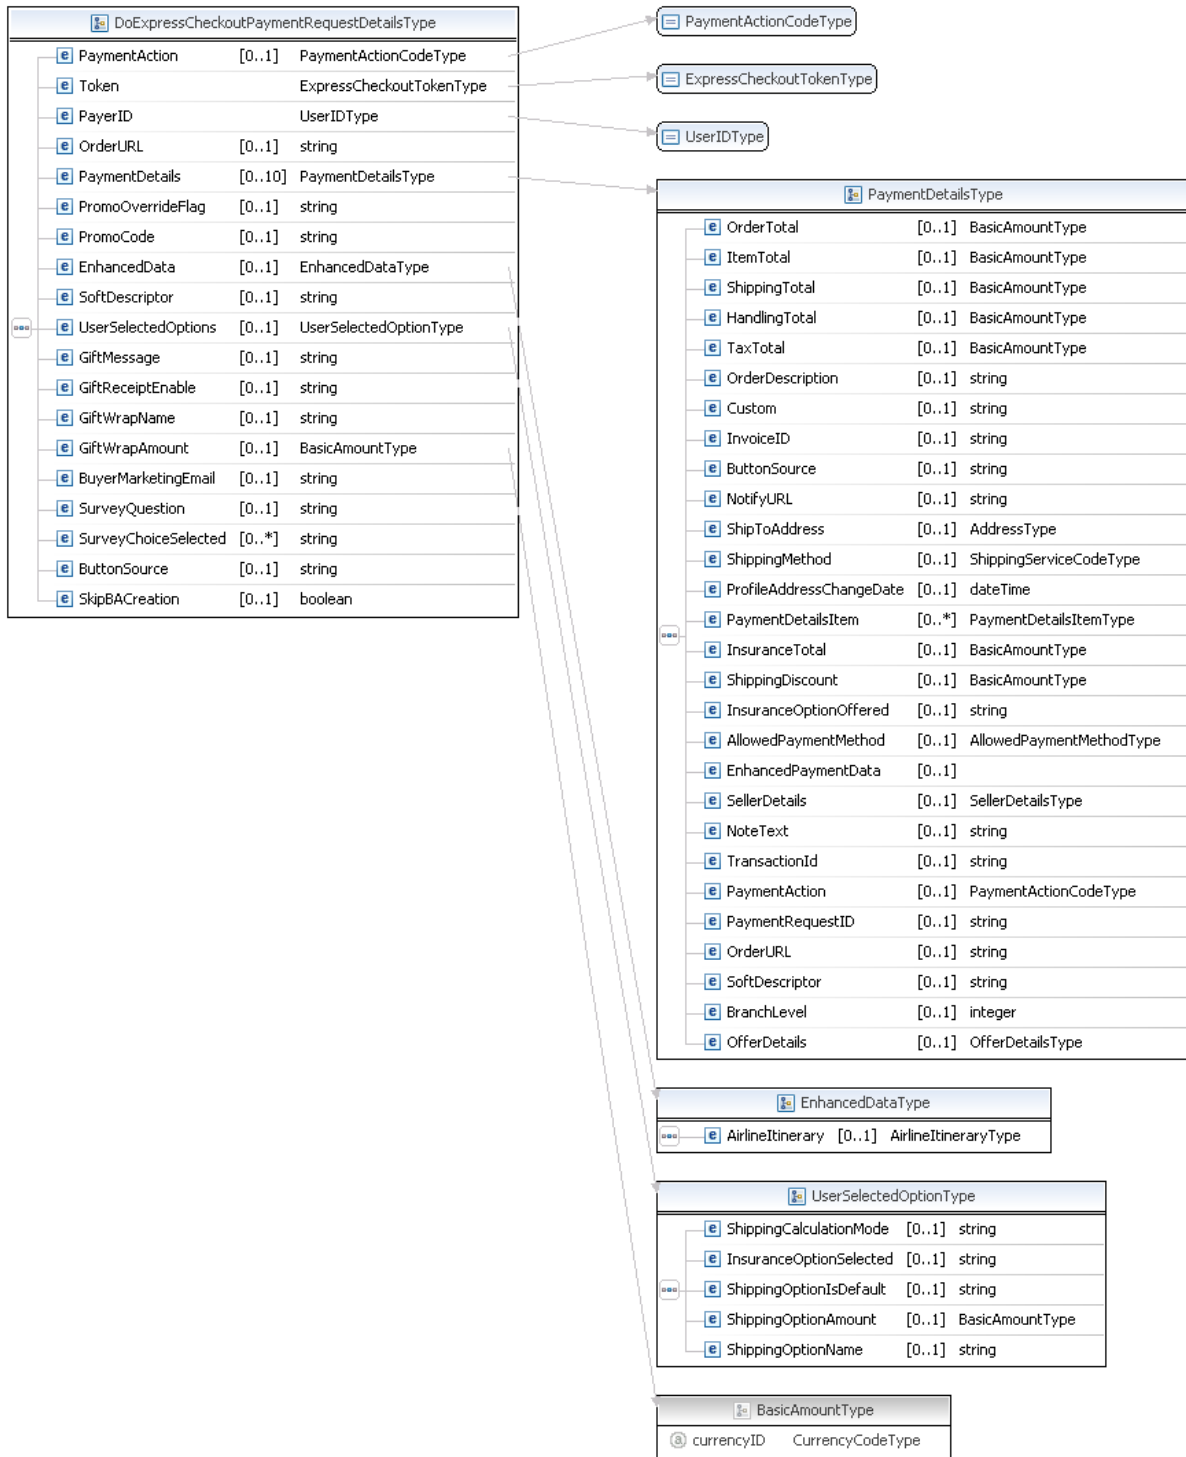 DoExpressCheckoutPaymentRequestDetailsType
PaymentAction [0..1] PaymentActionCodeType
Token ExpressCheckoutTokenType
PayerID UserIDType
OrderURL [0..1] string
PaymentDetails [0..10] PaymentDetailsType
PromoOverrideFlag [0..1] string
PromoCode [0..1] string
EnhancedData [0..1] EnhancedDataType
SoftDescriptor [0..1] string
UserSelectedOptions [0..1] UserSelectedOptionType
GiftMessage [0..1] string
GiftReceiptEnable [0..1] string
GiftWrapName [0..1] string
GiftWrapAmount [0..1] BasicAmountType
BuyerMarketingEmail [0..1] string
SurveyQuestion [0..1] string
SurveyChoiceSelected [0..*] string
ButtonSource [0..1] string
SkipBACreation [0..1] boolean
PaymentActionCodeType
ExpressCheckoutTokenType
UserIDType
PaymentDetailsType
OrderTotal [0..1] BasicAmountType
ItemTotal [0..1] BasicAmountType
ShippingTotal [0..1] BasicAmountType
HandlingTotal [0..1] BasicAmountType
TaxTotal [0..1] BasicAmountType
OrderDescription [0..1] string
Custom [0..1] string
InvoiceID [0..1] string
ButtonSource [0..1] string
NotifyURL [0..1] string
ShipToAddress [0..1] AddressType
ShippingMethod [0..1] ShippingServiceCodeType
ProfileAddressChangeDate [0..1] dateTime
PaymentDetailsItem [0..*] PaymentDetailsItemType
InsuranceTotal [0..1] BasicAmountType
ShippingDiscount [0..1] BasicAmountType
InsuranceOptionOffered [0..1] string
AllowedPaymentMethod [0..1] AllowedPaymentMethodType
EnhancedPaymentData [0..1]
SellerDetails [0..1] SellerDetailsType
NoteText [0..1] string
TransactionId [0..1] string
PaymentAction [0..1] PaymentActionCodeType
PaymentRequestID [0..1] string
OrderURL [0..1] string
SoftDescriptor [0..1] string
BranchLevel [0..1] integer
OfferDetails [0..1] OfferDetailsType
EnhancedDataType
AirlineItinerary [0..1] AirlineItineraryType
UserSelectedOptionType
ShippingCalculationMode [0..1] string
InsuranceOptionSelected [0..1] string
ShippingOptionIsDefault [0..1] string
ShippingOptionAmount [0..1] BasicAmountType
ShippingOptionName [0..1] string
BasicAmountType
currencyID CurrencyCodeType